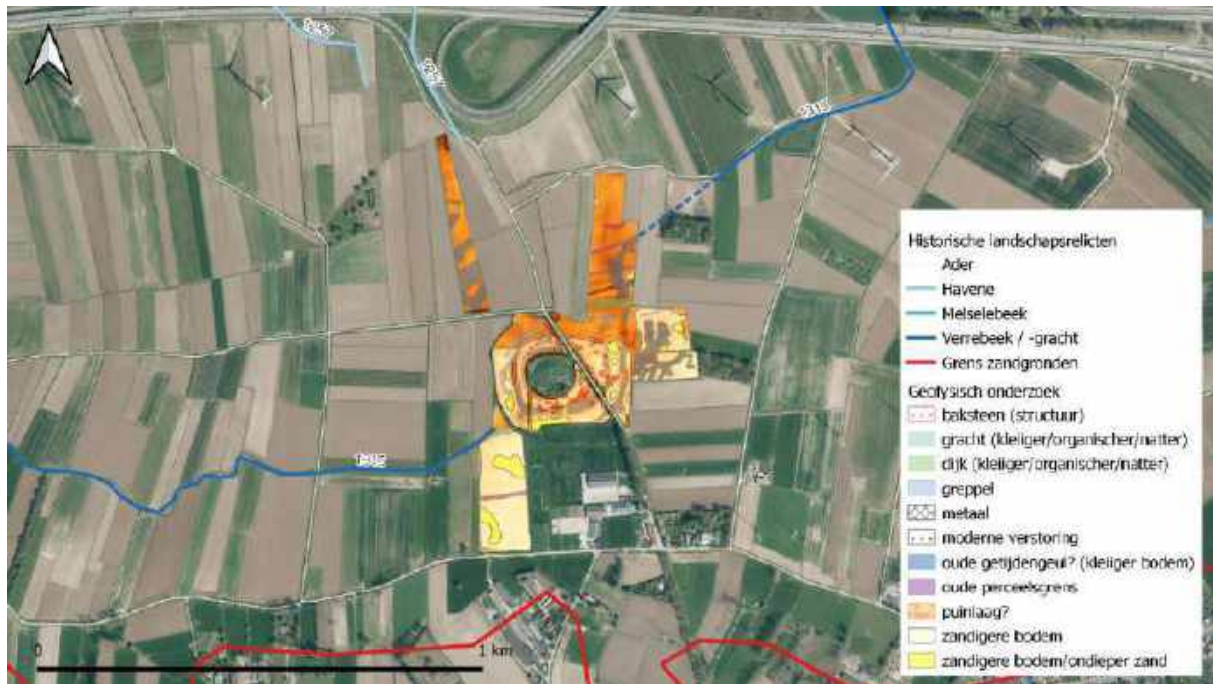 1315
1315
Historische landschapsrelicten
Ader
Havene
Melselebeek
Verrebeek / -gracht
Grens zandgronden
Geofysisch onderzoek
baksteen (structuur)
gracht (kleiiger/organischer/natter)
dijk (kleiiger/organischer/natter)
greppel
metaal
moderne verstoring
oude getijdengeul? (kleiiger bodem)
oude perceelsgrens
puinlaag?
zandigere bodem
zandigere bodem/ondieper zand
0
1 km